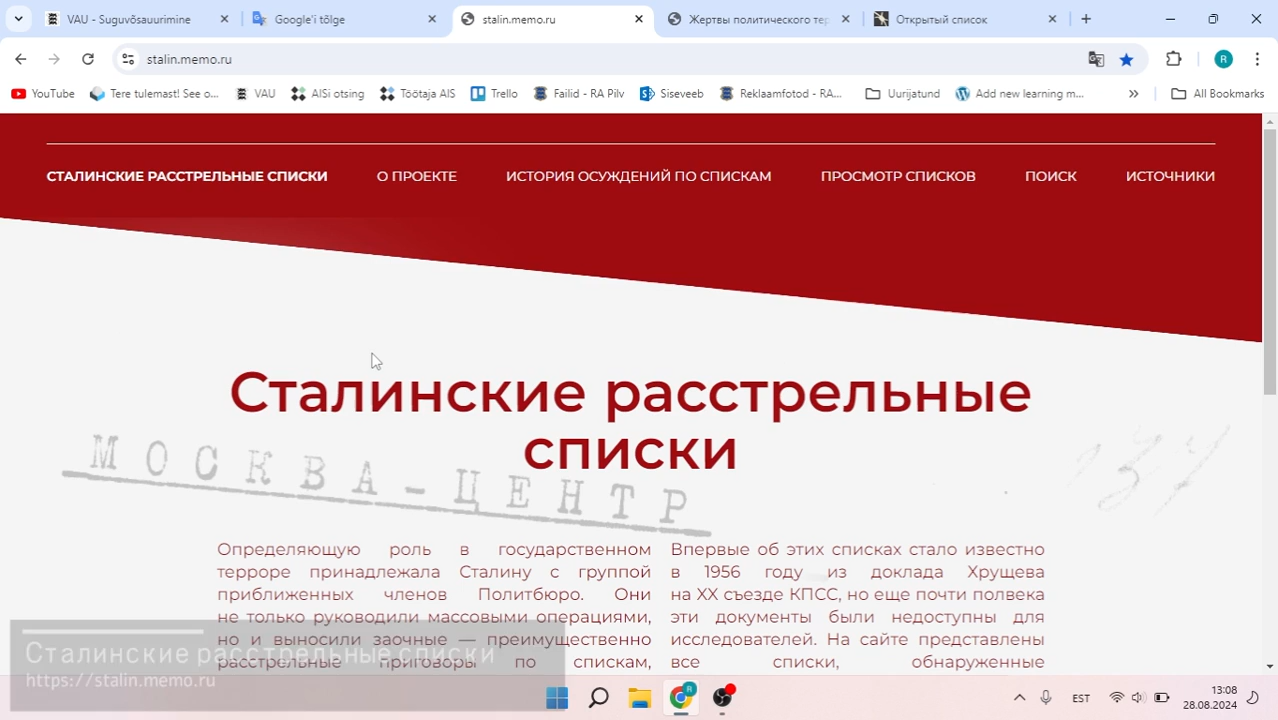 VAU - Suguvõsauurimine
Google'i tõlge
stalin.memo.ru
Жертвы политического тер
Открытый список
stalin.memo.ru
YouTube
Tere tulemast! See o...
VAU
AISi otsing
Töötaja AIS
Trello
Failid - RA Pilv
Siseveeb
Reklaamfotod - RA...
Uurijatund
Add new learning m...
All Bookmarks
СТАЛИНСКИЕ РАССТРЕЛЬНЫЕ СПИСКИ
О ПРОЕКТЕ
ИСТОРИЯ ОСУЖДЕНИЙ ПО СПИСКАМ
ПРОСМОТР СПИСКОВ
ПОИСК
ИСТОЧНИКИ
Сталинские расстрельные
списки
МОСКВА-ЦЕНТР
Определяющую роль в государственном
терроре принадлежала Сталину с группой
приближенных членов Политбюро. Они
не только руководили массовыми операциями,
но и выносили заочные — преимущественно
расстрельные приговоры по спискам,
Впервые об этих списках стало известно
в 1956 году из доклада Хрущева
на XX съезде КПСС, но еще почти полвека
эти документы были недоступны для
исследователей. На сайте представлены
все списки, обнаруженные
Сталинские расстрельные списки
https://stalin.memo.ru
EST
13:08
28.08.2024